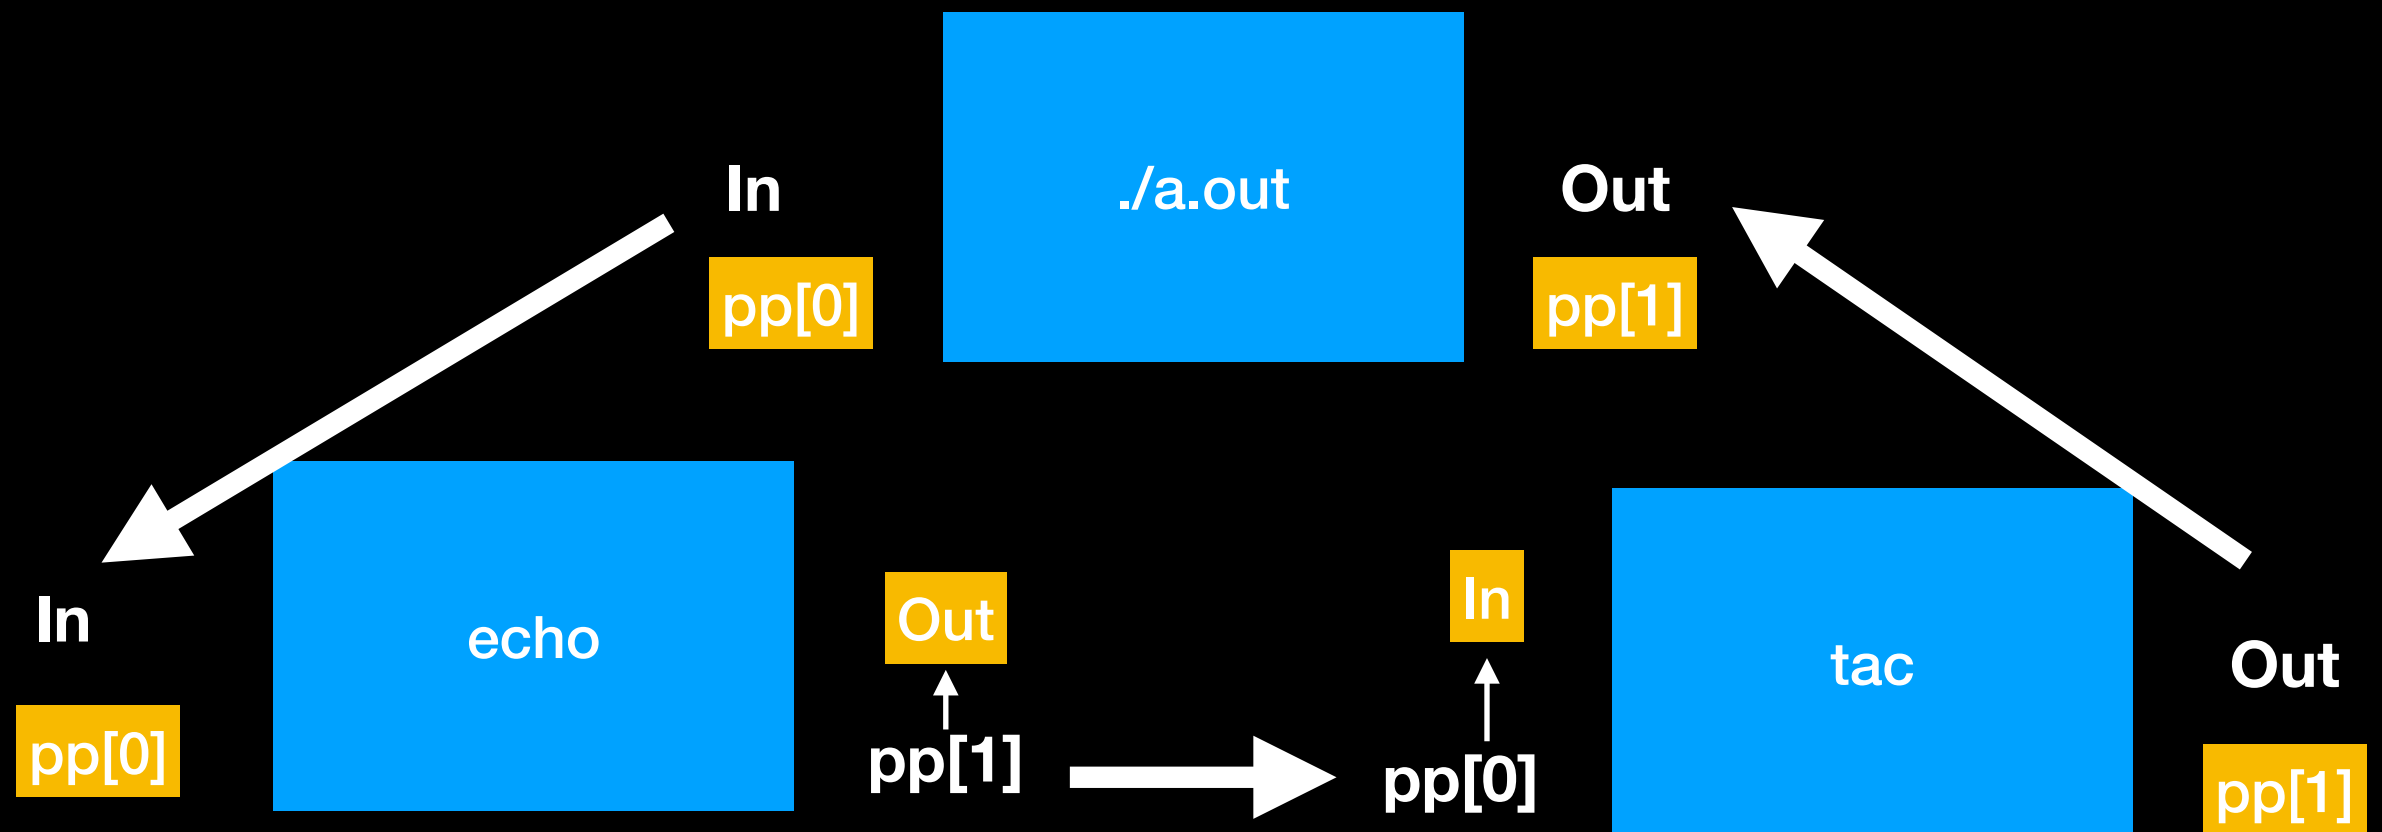 In
./a.out
Out
pp[0]
pp[1]
In
echo
Out
In
tac
Out
pp[0]
pp[1]
pp[0]
pp[1]